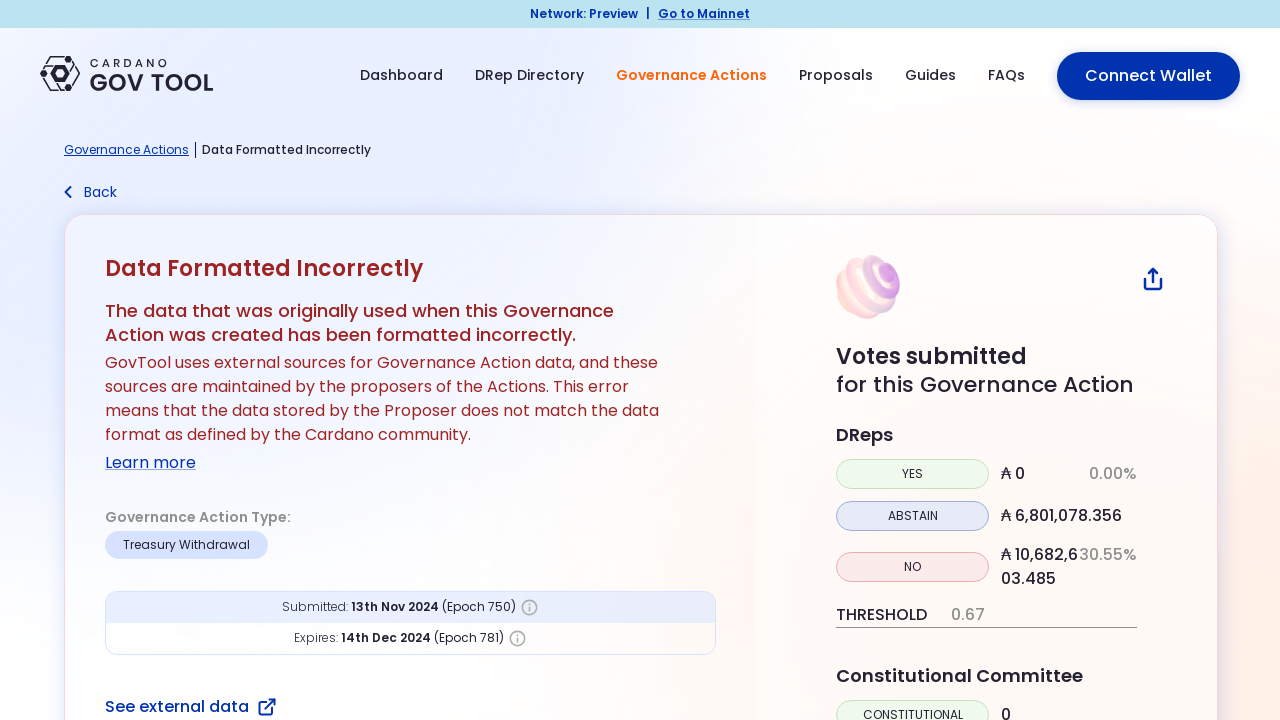 Network: Preview | Go to Mainnet
CARDANO
GOV TOOL
Dashboard
DRep Directory
Governance Actions
Proposals
Guides
FAQs
Connect Wallet
Governance Actions | Data Formatted Incorrectly
Back
Data Formatted Incorrectly
The data that was originally used when this Governance
Action was created has been formatted incorrectly.
GovTool uses external sources for Governance Action data, and these
sources are maintained by the proposers of the Actions. This error
means that the data stored by the Proposer does not match the data
format as defined by the Cardano community.
Learn more
Governance Action Type:
Treasury Withdrawal
Submitted: 13th Nov 2024 (Epoch 750)
Expires: 14th Dec 2024 (Epoch 781)
See external data
Votes submitted
for this Governance Action
DReps
YES ₳ 0 0.00%
ABSTAIN ₳ 6,801,078.356
NO ₳ 10,682,6 30.55%
03.485
THRESHOLD 0.67
Constitutional Committee
CONSTITUTIONAL 0